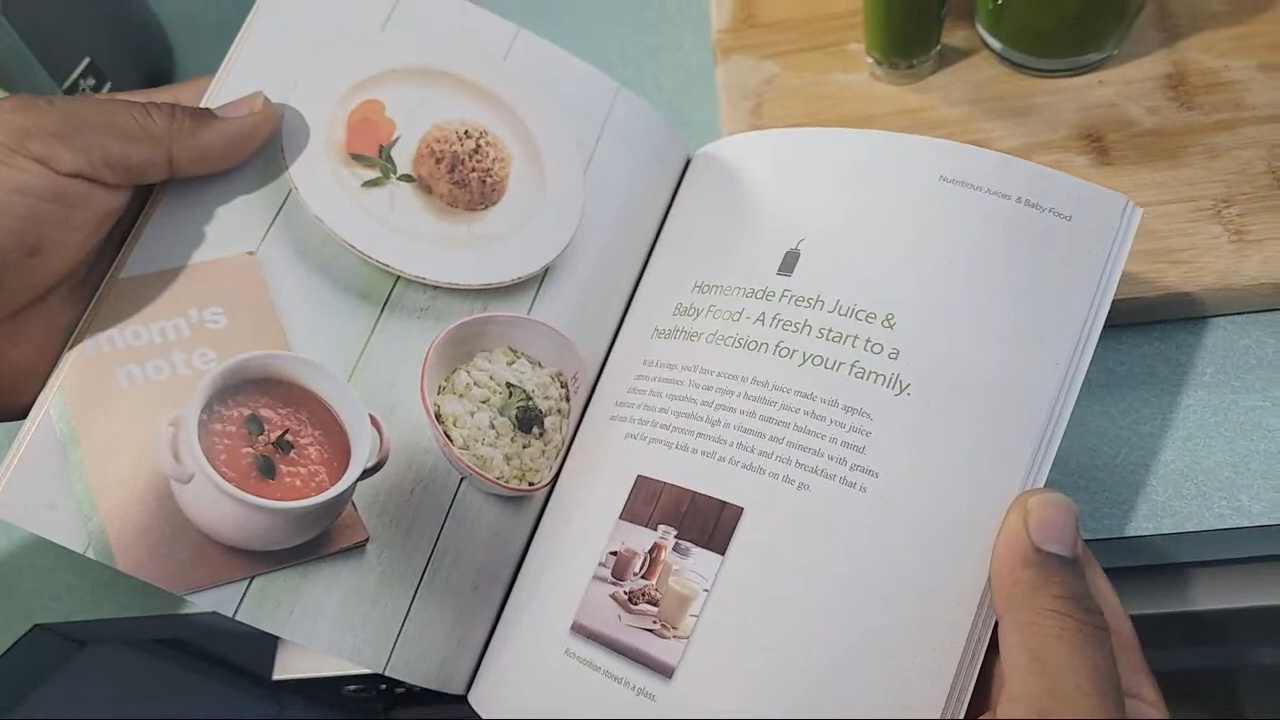 mom's
note
Nutritious Juices & Baby Food
Homemade Fresh Juice &
Baby Food - A fresh start to a
healthier decision for your family.
With Kuvings, you'll have access to fresh juice made with apples,
carrots or tomatoes. You can enjoy a healthier juice when you juice
different fruits, vegetables, and grains with nutrient balance in mind.
A mixture of fruits and vegetables high in vitamins and minerals with grains
and nuts for their fat and protein provides a thick and rich breakfast that is
good for growing kids as well as for adults on the go.
Rich nutrition stored in a glass.